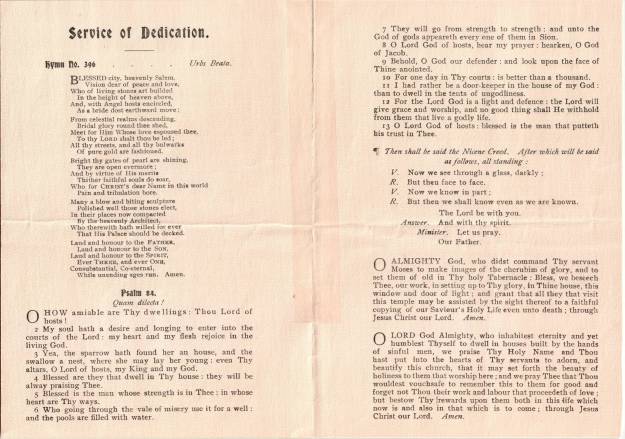 Service of Dedication.
Hymn No. 396 . . . . . Urbs Beata.
BLESSED city, heavenly Salem,
Vision dear of peace and love,
Who of living stones art builded
In the height of heaven above,
And, with Angel hosts encircled,
As a bride dost earthward move:
From celestial realms descending,
Bridal glory round thee shed,
Meet for Him Whose love espoused thee,
To thy LORD shalt thou be led;
All thy streets, and all thy bulwarks
Of pure gold are fashioned.
Bright thy gates of pearl are shining,
They are open evermore;
And by virtue of His merits
Thither faithful souls do soar,
Who for CHRIST'S dear Name in this world
Pain and tribulation bore.
Many a blow and biting sculpture
Polished well those stones elect,
In their places now compacted
By the heavenly Architect,
Who therewith hath willed for ever
That His Palace should be decked.
Laud and honour to the FATHER,
Laud and honour to the SON,
Laud and honour to the SPIRIT,
Ever THREE, and ever ONE,
Consubstantial, Co-eternal,
While unending ages run. Amen.
Psalm 84.
Quam dilecta!
O HOW amiable are Thy dwellings : Thou Lord of
hosts!
2 My soul hath a desire and longing to enter into the
courts of the Lord : my heart and my flesh rejoice in the
living God.
3 Yea, the sparrow hath found her an house, and the
swallow a nest, where she may lay her young : even Thy
altars, O Lord of hosts, my King and my God.
4 Blessed are they that dwell in Thy house : they will be
alway praising Thee.
5 Blessed is the man whose strength is in Thee : in whose
heart are Thy ways.
6 Who going through the vale of misery use it for a well :
and the pools are filled with water.
7 They will go from strength to strength : and unto the
God of gods appeareth every one of them in Sion.
8 O Lord God of hosts, hear my prayer : hearken, O God
of Jacob.
9 Behold, O God our defender : and look upon the face of
Thine anointed.
10 For one day in Thy courts : is better than a thousand.
11 I had rather be a door-keeper in the house of my God :
than to dwell in the tents of ungodliness.
12 For the Lord God is a light and defence : the Lord will
give grace and worship, and no good thing shall He withhold
from them that live a godly life.
13 O Lord God of hosts : blessed is the man that putteth
his trust in Thee.
¶ Then shall be said the Nicene Creed. After which will be said
as follows, all standing :
V. Now we see through a glass, darkly;
R. But then face to face.
V. Now we know in part;
R. But then we shall know even as we are known.
The Lord be with you.
Answer. And with thy spirit.
Minister. Let us pray.
Our Father.
O ALMIGHTY God, who didst command Thy servant
Moses to make images of the cherubim of glory, and to
set them of old in Thy holy Tabernacle : Bless, we beseech
Thee, our work, in setting up to Thy glory, in Thine house, this
window and door of light; and grant all they that visit
this temple may be assisted by the sight thereof to a faithful
copying of our Saviour's Holy Life even unto death; through
Jesus Christ our Lord. Amen.
O LORD God Almighty, who inhabitest eternity and yet
humblest Thyself to dwell in houses built by the hands
of sinful men, we praise Thy Holy Name and Thou
hast put into the hearts of Thy servants to adorn, and
beautify this church, that it may set forth the beauty of
holiness to them that worship here; and we pray Thee that Thou
wouldest vouchsafe to remember this to them for good and
forget not Thou their work and labour that proceedeth of love;
but bestow Thy rewards upon them both in this life which
now is and also in that which is to come; through Jesus
Christ our Lord. Amen.